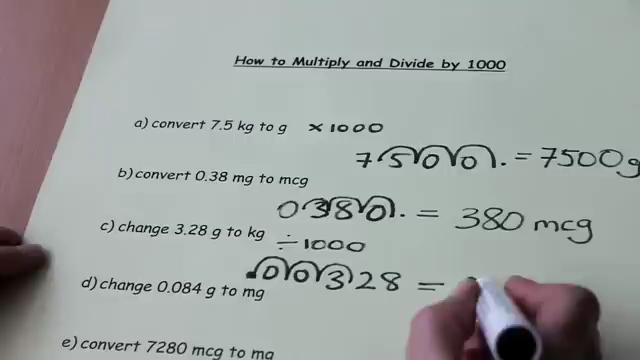 How to Multiply and Divide by 1000
a) convert 7.5 kg to g × 1000
7500. = 7500g
b) convert 0.38 mg to mcg
0380. = 380 mcg
c) change 3.28 g to kg ÷ 1000
.00328 =
d) change 0.084 g to mg
e) convert 7280 mcg to mg